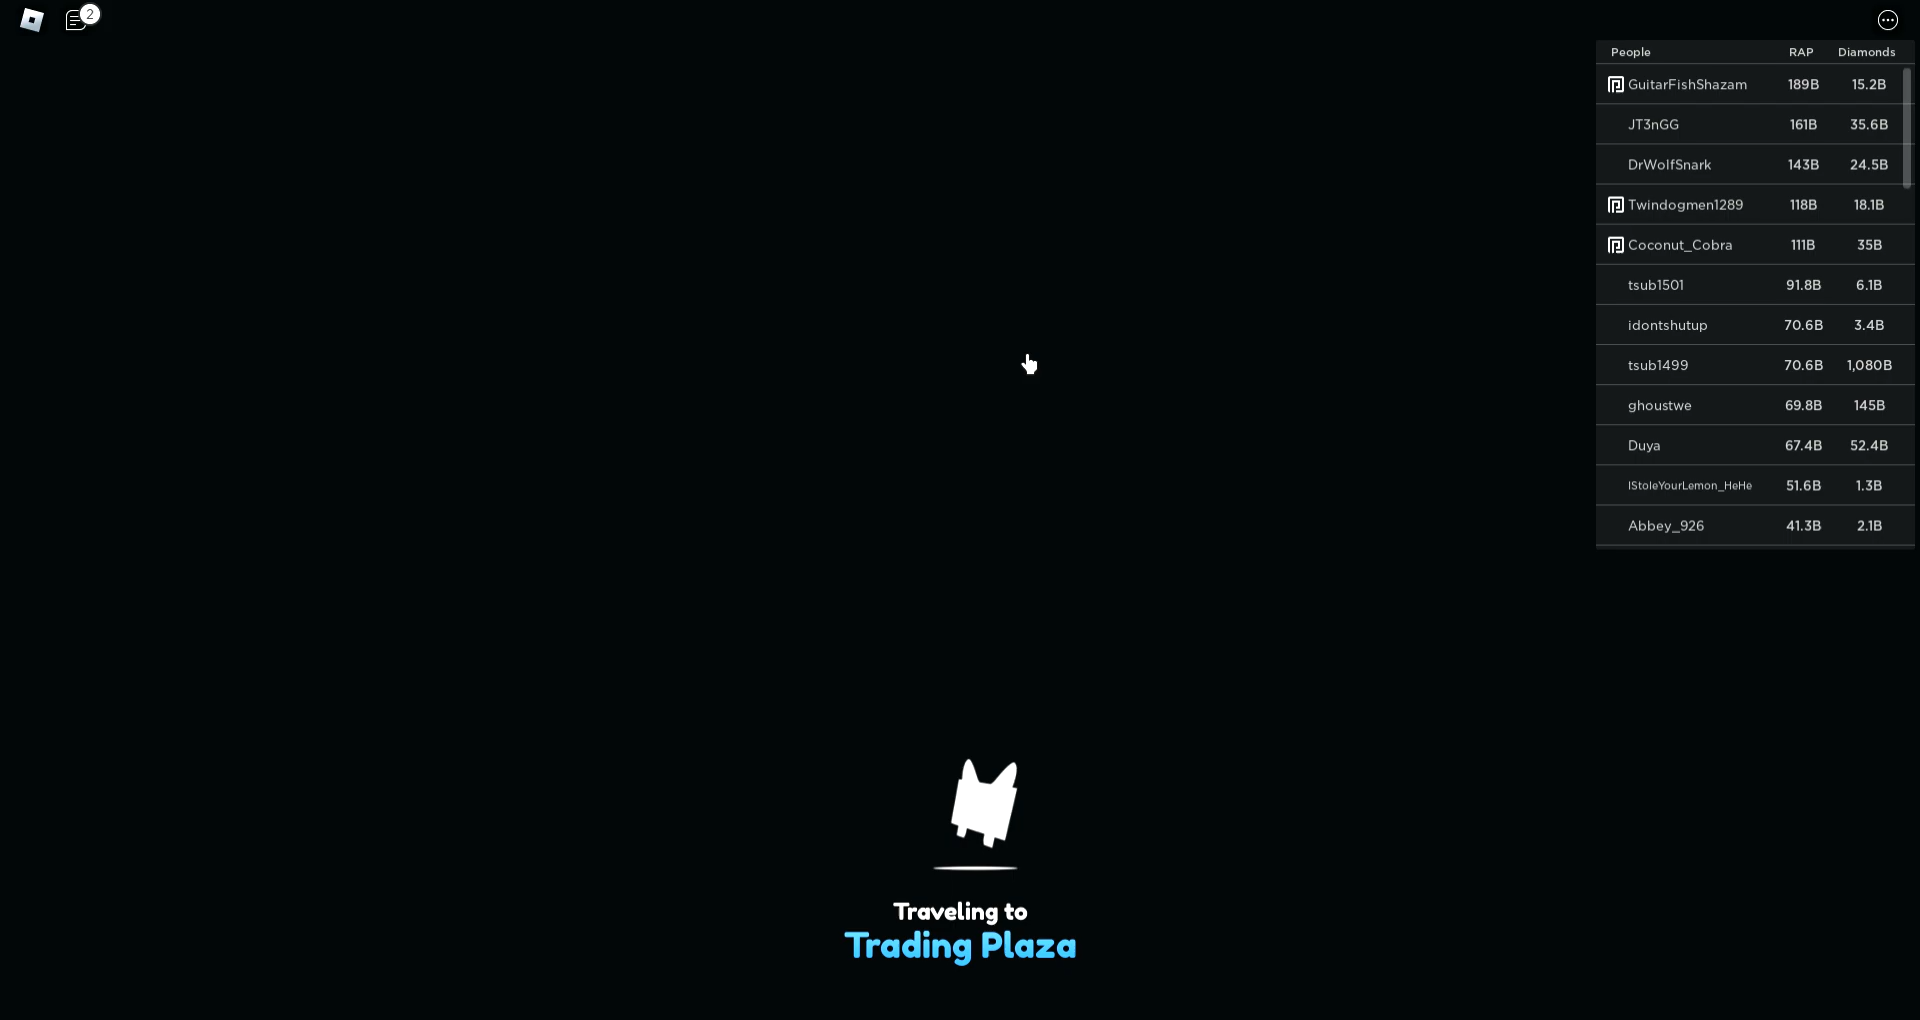 2
People RAP Diamonds
GuitarFishShazam 189B 15.2B
JT3nGG 161B 35.6B
DrWolfSnark 143B 24.5B
Twindogmen1289 118B 18.1B
Coconut_Cobra 111B 35B
tsub1501 91.8B 6.1B
idontshutup 70.6B 3.4B
tsub1499 70.6B 1,080B
ghoustwe 69.8B 145B
Duya 67.4B 52.4B
IStoleYourLemon_HeHe 51.6B 1.3B
Abbey_926 41.3B 2.1B
Traveling to
Trading Plaza